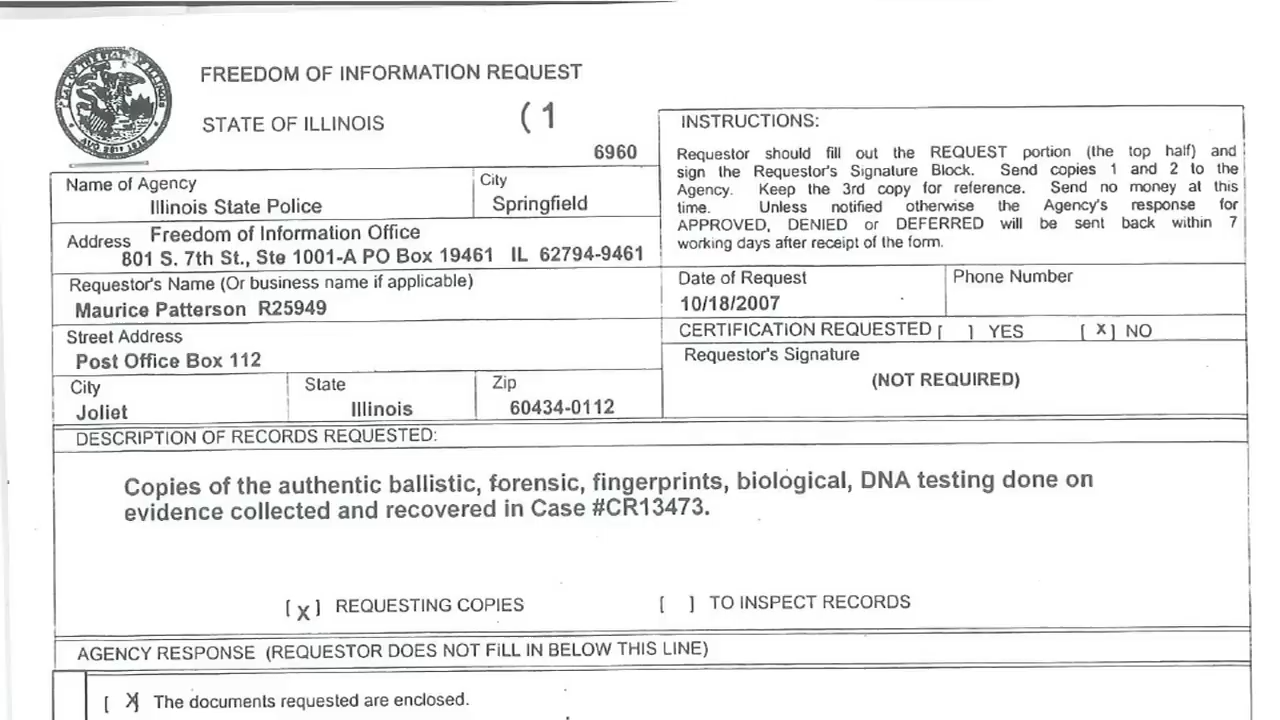 FREEDOM OF INFORMATION REQUEST
STATE OF ILLINOIS
( 1
6960
Name of Agency
Illinois State Police
City
Springfield
Address Freedom of Information Office
801 S. 7th St., Ste 1001-A PO Box 19461 IL 62794-9461
Requestor's Name (Or business name if applicable)
Maurice Patterson R25949
Street Address
Post Office Box 112
City
Joliet
State
Illinois
Zip
60434-0112
INSTRUCTIONS:
Requestor should fill out the REQUEST portion (the top half) and
sign the Requestor's Signature Block. Send copies 1 and 2 to the
Agency. Keep the 3rd copy for reference. Send no money at this
time. Unless notified otherwise the Agency's response for
APPROVED, DENIED or DEFERRED will be sent back within 7
working days after receipt of the form.
Date of Request
10/18/2007
Phone Number
CERTIFICATION REQUESTED [ ] YES [ X ] NO
Requestor's Signature
(NOT REQUIRED)
DESCRIPTION OF RECORDS REQUESTED:
Copies of the authentic ballistic, forensic, fingerprints, biological, DNA testing done on
evidence collected and recovered in Case #CR13473.
[ X ] REQUESTING COPIES [ ] TO INSPECT RECORDS
AGENCY RESPONSE (REQUESTOR DOES NOT FILL IN BELOW THIS LINE)
[ X ] The documents requested are enclosed.